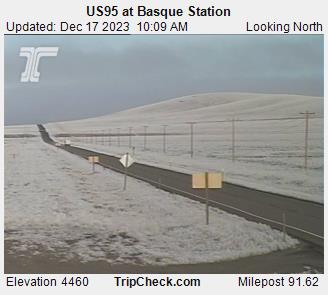 US95 at Basque Station
Updated: Dec 17 2023 10:09 AM Looking North
Elevation 4460 TripCheck.com Milepost 91.62